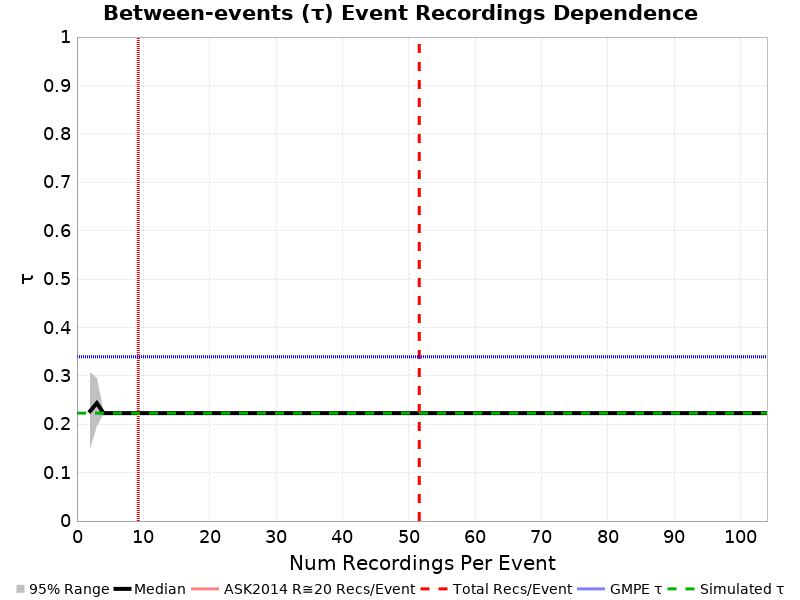 Between-events (τ) Event Recordings Dependence
1
0.9
0.8
0.7
0.6
0.5
0.4
0.3
0.2
0.1
0
τ
0 10 20 30 40 50 60 70 80 90 100
Num Recordings Per Event
95% Range Median ASK2014 R≅20 Recs/Event Total Recs/Event GMPE τ Simulated τ